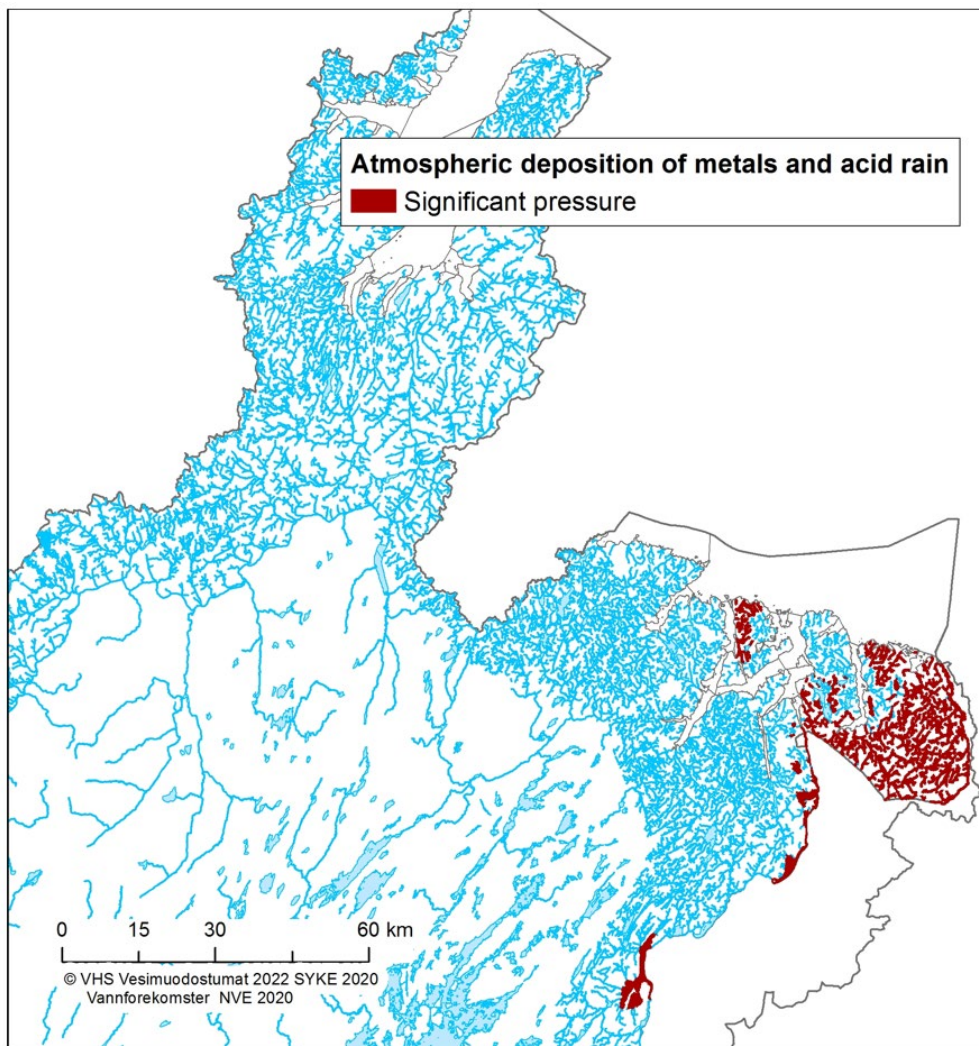 Atmospheric deposition of metals and acid rain
Significant pressure
0 15 30 60 km
© VHS Vesimuodostumat 2022 SYKE 2020
Vannforekomster NVE 2020